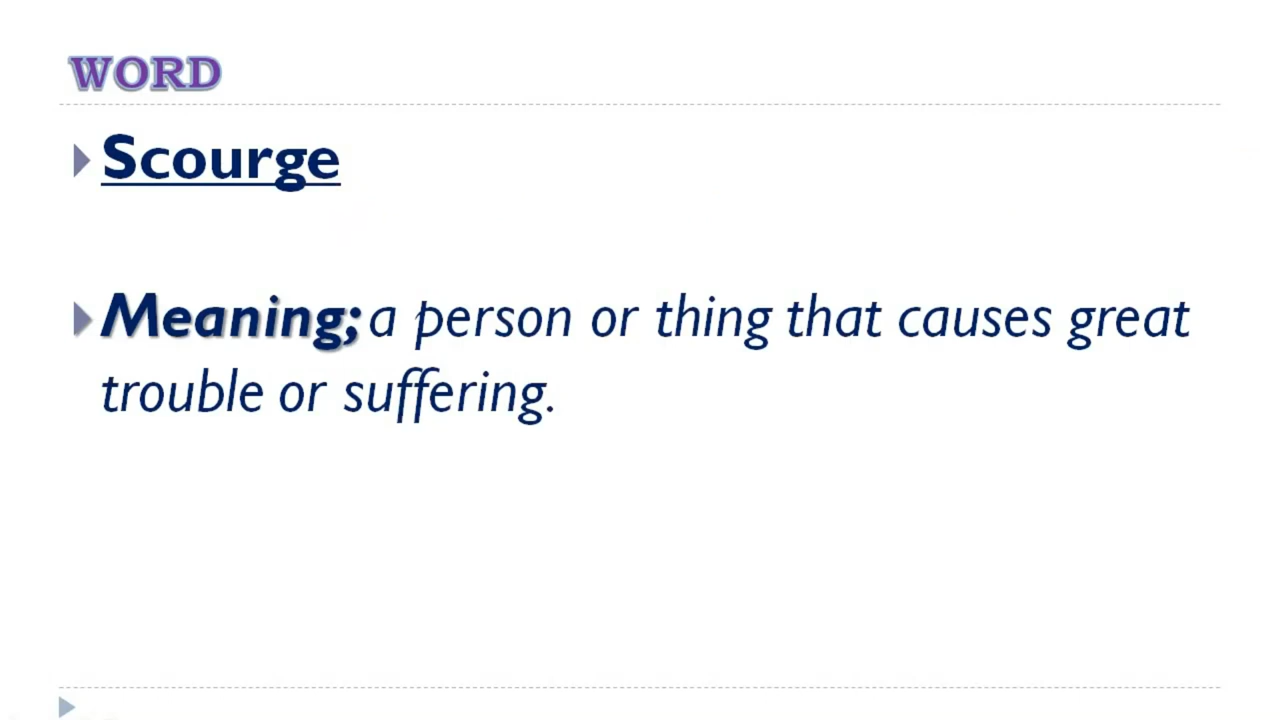 WORD
Scourge
Meaning; a person or thing that causes great
trouble or suffering.